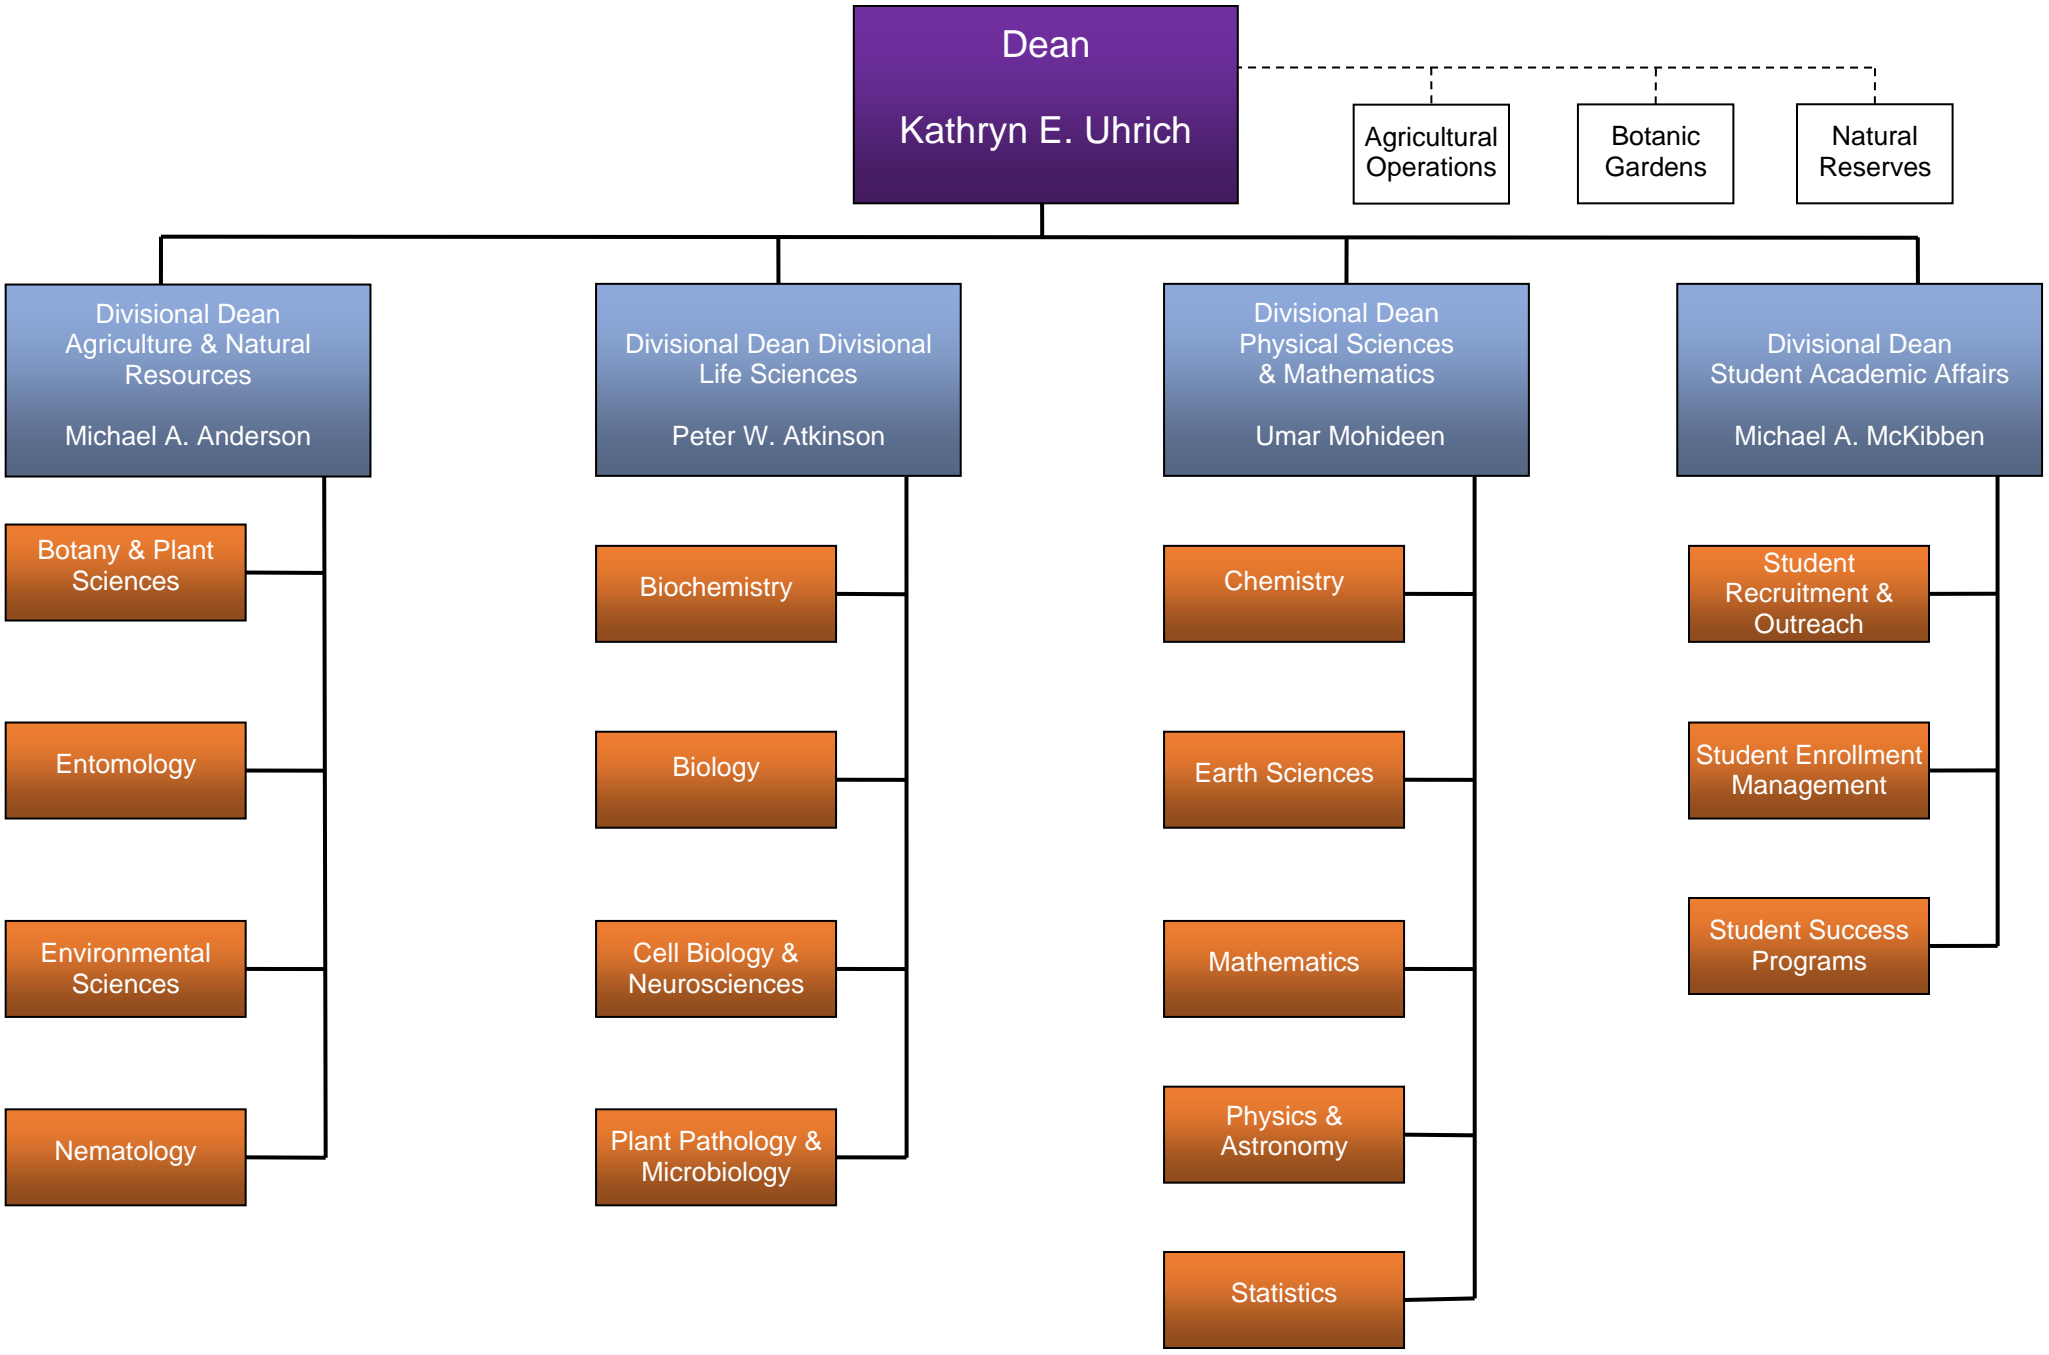 Dean
Kathryn E. Uhrich
Agricultural
Operations
Botanic
Gardens
Natural
Reserves
Divisional Dean
Agriculture & Natural
Resources
Michael A. Anderson
Divisional Dean Divisional
Life Sciences
Peter W. Atkinson
Divisional Dean
Physical Sciences
& Mathematics
Umar Mohideen
Divisional Dean
Student Academic Affairs
Michael A. McKibben
Botany & Plant
Sciences
Entomology
Environmental
Sciences
Nematology
Biochemistry
Biology
Cell Biology &
Neurosciences
Plant Pathology &
Microbiology
Chemistry
Earth Sciences
Mathematics
Physics &
Astronomy
Statistics
Student
Recruitment &
Outreach
Student Enrollment
Management
Student Success
Programs